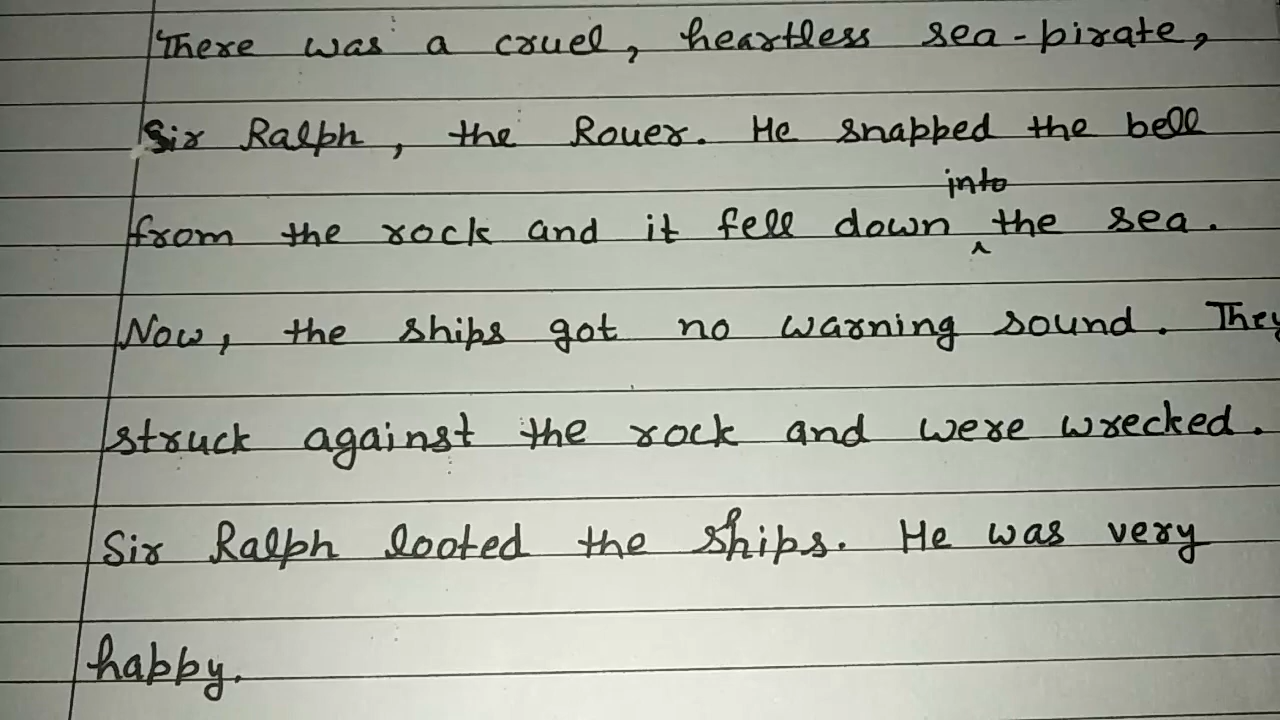 There was a cruel, heartless sea-pirate,
Sir Ralph, the Rover. He snapped the bell
into
from the rock and it fell down ^ the sea.
Now, the ships got no warning sound. They
struck against the rock and were wrecked.
Sir Ralph looted the ships. He was very
happy.